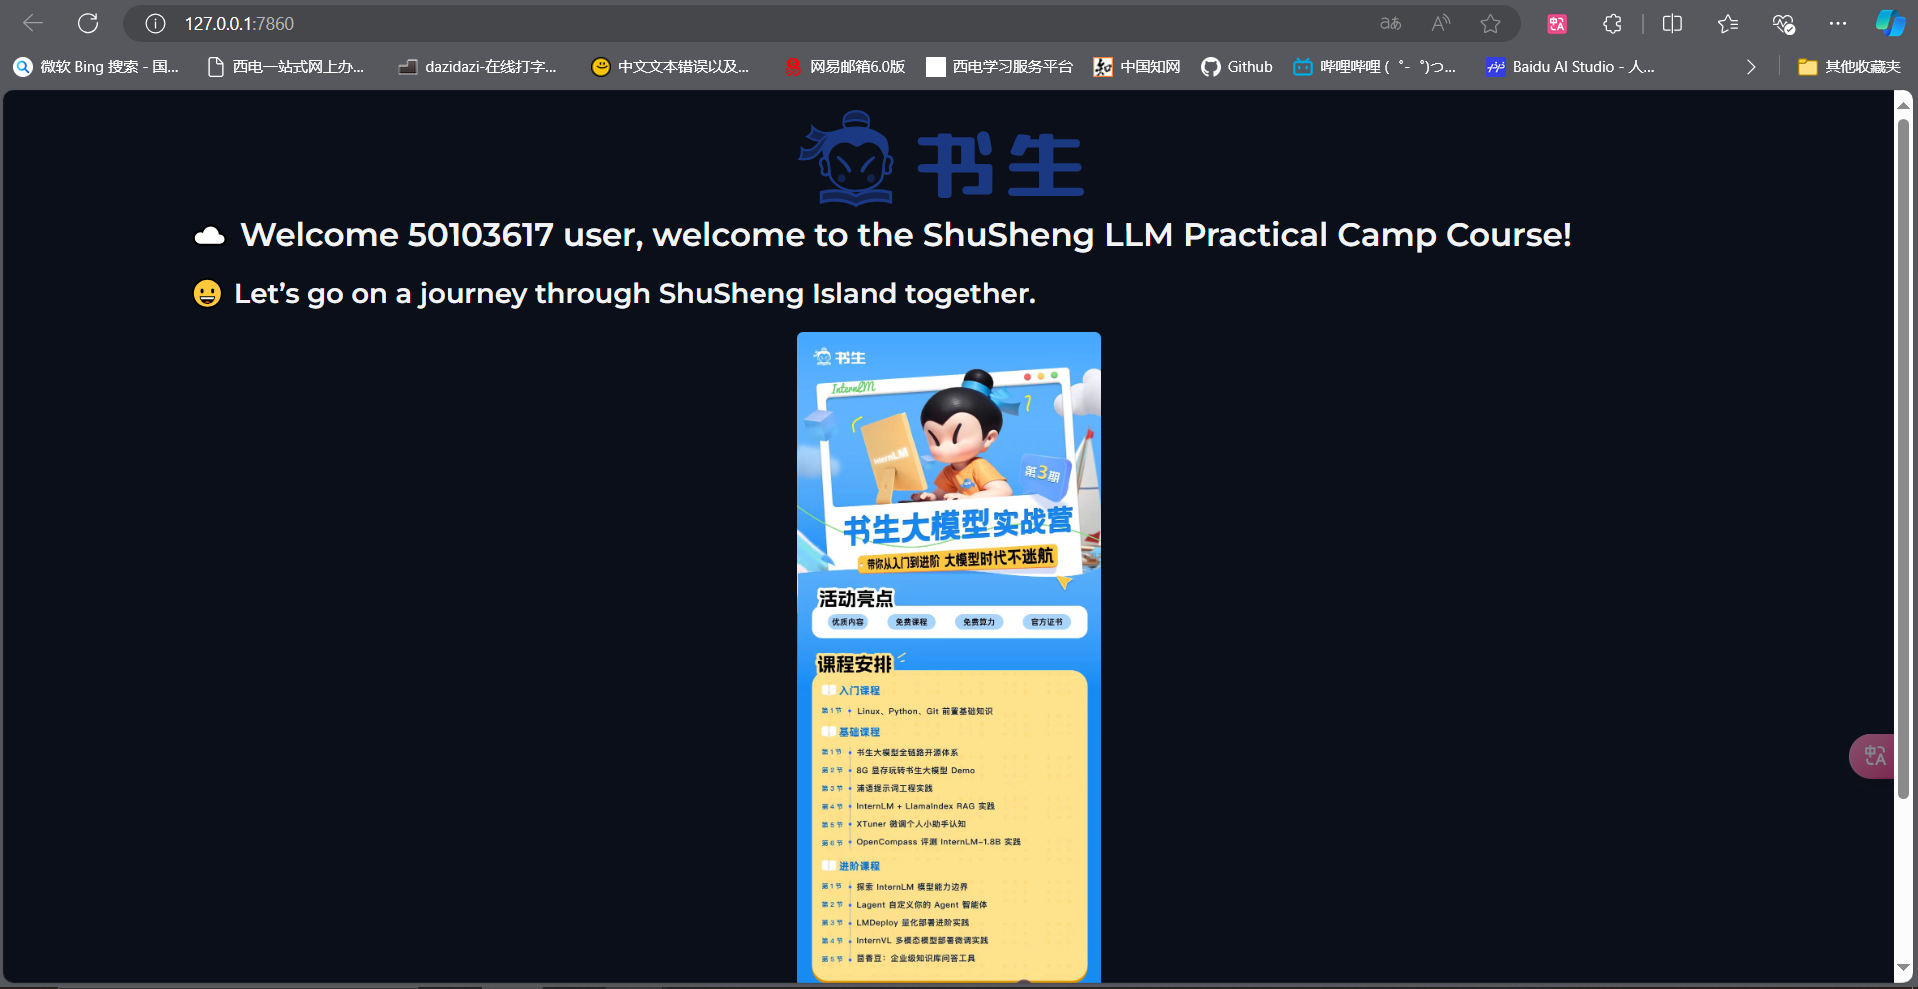 127.0.0.1:7860
微软 Bing 搜索 - 国... 西电一站式网上办... dazidazi-在线打字... 中文文本错误以及... 网易邮箱6.0版 西电学习服务平台 中国知网 Github 哔哩哔哩 (゜-゜)つ... Baidu AI Studio - 人... 其他收藏夹
书生
Welcome 50103617 user, welcome to the ShuSheng LLM Practical Camp Course!
Let’s go on a journey through ShuSheng Island together.
书生
InternLM
InternLM
第3期
书生大模型实战营
带你从入门到进阶 大模型时代不迷航
活动亮点
优质内容 免费课程 免费算力 官方证书
课程安排
入门课程
第1节 Linux、Python、Git 前置基础知识
基础课程
第1节 书生大模型全链路开源体系
第2节 8G 显存玩转书生大模型 Demo
第3节 浦语提示词工程实践
第4节 InternLM + LlamaIndex RAG 实践
第5节 XTuner 微调个人小助手认知
第6节 OpenCompass 评测 InternLM-1.8B 实践
进阶课程
第1节 探索 InternLM 模型能力边界
第2节 Lagent 自定义你的 Agent 智能体
第3节 LMDeploy 量化部署进阶实践
第4节 InternVL 多模态模型部署微调实践
第5节 茴香豆：企业级知识库问答工具